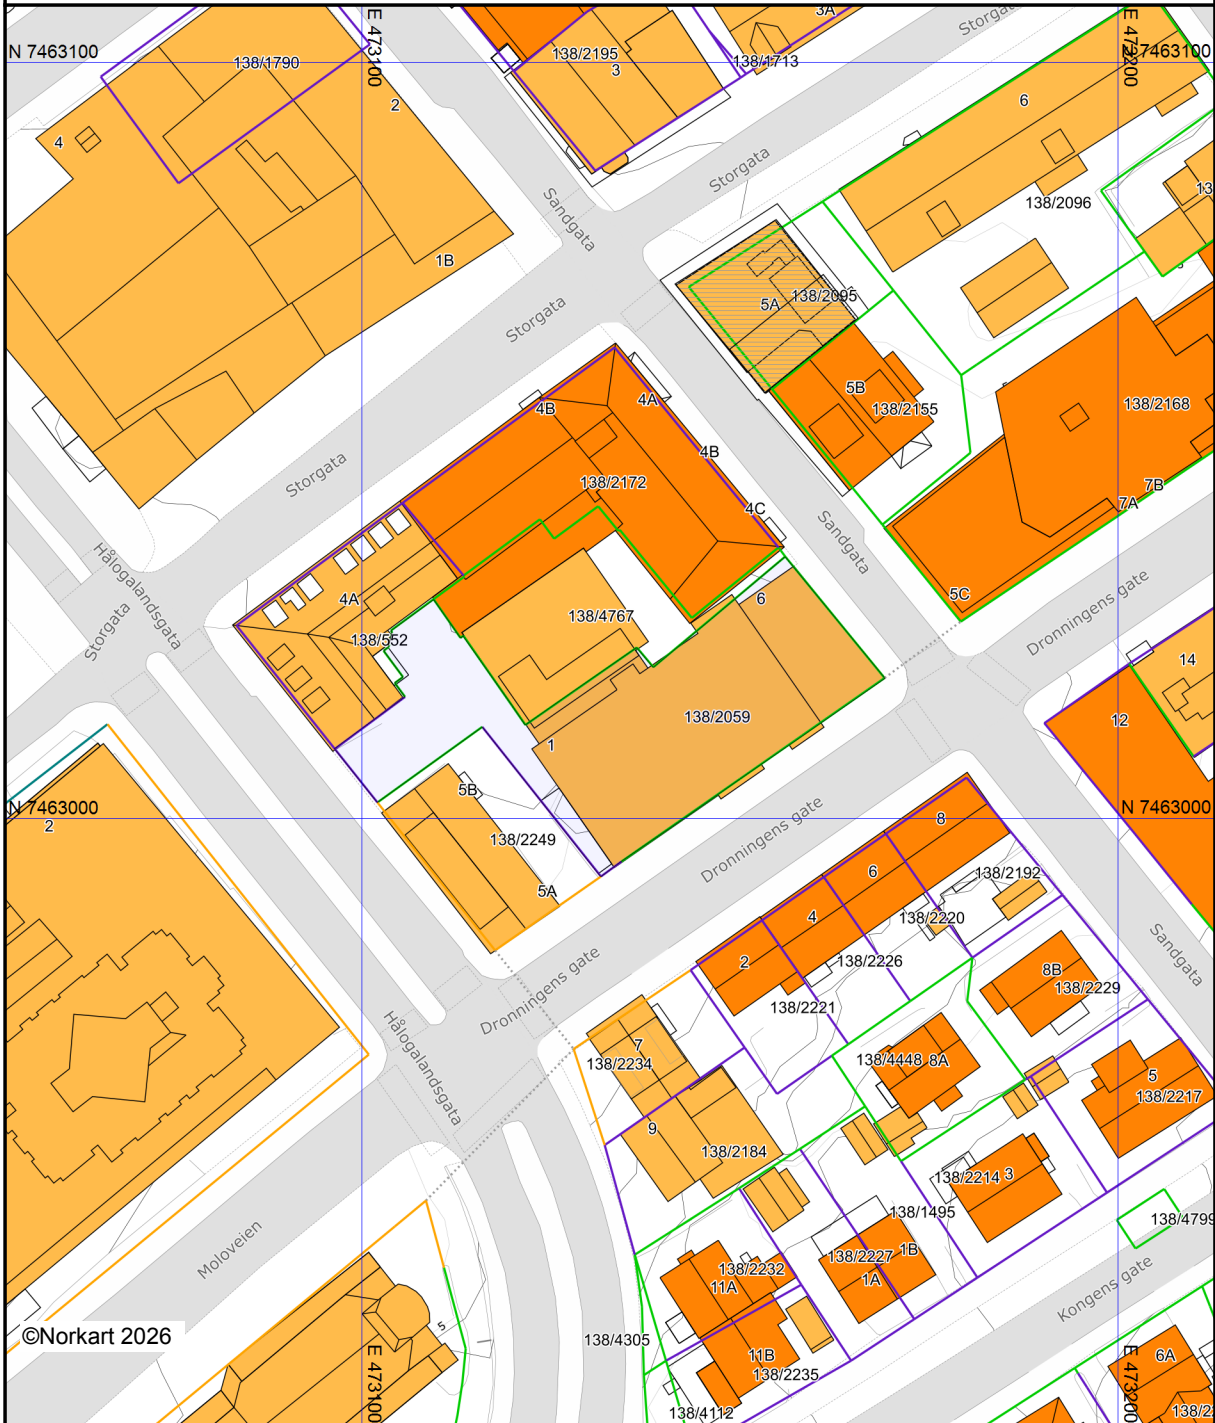 3A
Storgata
E 473100
E 473200
N 7463100
N 7463100
138/1790
138/2195
3
138/1713
2
6
4
Storgata
13
138/2096
Sandgata
1B
138/2095
5A
Storgata
5B
138/2155
138/2168
4B
4A
4B
Storgata
138/2172
7B
7A
4C
Sandgata
Hålogalandsgata
Storgata
4A
5C
Dronningens gate
6
138/4767
138/552
14
138/2059
12
1
5B
N 7463000
N 7463000
2
8
Dronningens gate
138/2249
6
138/2192
5A
4
138/2220
Sandgata
2
138/2226
8B
138/2229
Dronningens gate
138/2221
Hålogalandsgata
7
138/2234
138/4448
8A
5
138/2217
9
138/2184
138/2214
3
138/1495
138/4799
Moloveien
1B
138/2227
138/2232
11A
1A
Kongens gate
©Norkart 2026
5
138/4305
11B
138/2235
6A
E 473100
E 473200
138/4112